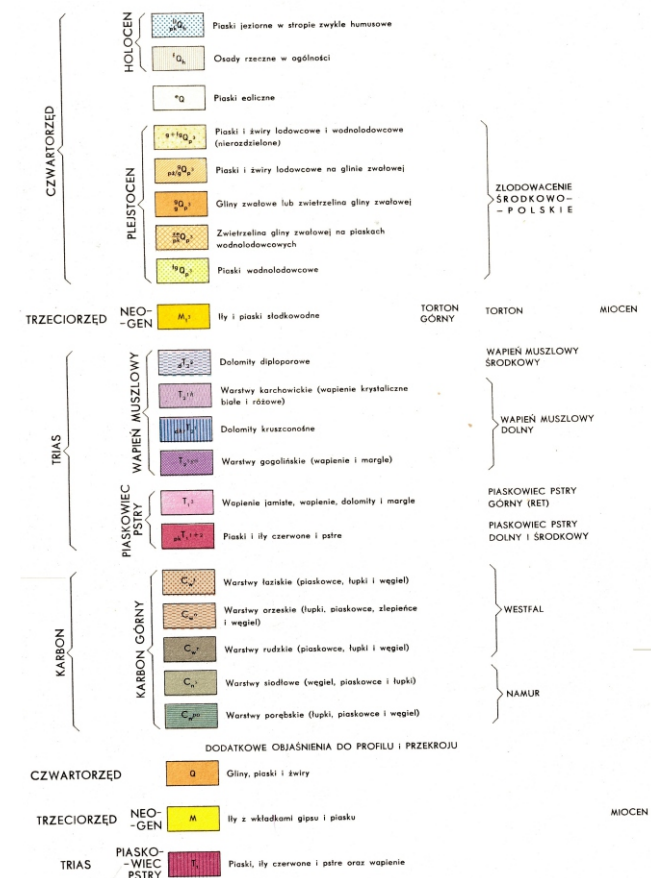 CZWARTORZĘD
HOLOCEN
Piaski jeziorne w stropie zwykle humusowe
Osady rzeczne w ogólności
Piaski eoliczne
PLEJSTOCEN
Piaski i żwiry lodowcowe i wodnolodowcowe
(nierozdzielone)
Piaski i żwiry lodowcowe na glinie zwałowej
Gliny zwałowe lub zwietrzelina gliny zwałowej
Zwietrzelina gliny zwałowej na piaskach
wodnolodowcowych
Piaski wodnolodowcowe
ZLODOWACENIE
ŚRODKOWO–
–POLSKIE
TRZECIORZĘD
NEO-
-GEN
Iły i piaski słodkowodne
TORTON
GÓRNY
TORTON
MIOCEN
TRIAS
WAPIEŃ MUSZLOWY
Dolomity diploporowe
WAPIEŃ MUSZLOWY
ŚRODKOWY
Warstwy karchowickie (wapienie krystaliczne
białe i różowe)
Dolomity kruszconośne
Warstwy gogolińskie (wapienie i margle)
WAPIEŃ MUSZLOWY
DOLNY
PIASKOWIEC
PSTRY
Wapienie jamiste, wapienie, dolomity i margle
PIASKOWIEC PSTRY
GÓRNY (RET)
Piaski i iły czerwone i pstre
PIASKOWIEC PSTRY
DOLNY I ŚRODKOWY
KARBON
KARBON GÓRNY
Warstwy łaziskie (piaskowce, łupki i węgiel)
Warstwy orzeskie (łupki, piaskowce, zlepieńce
i węgiel)
Warstwy rudzkie (piaskowce, łupki i węgiel)
WESTFAL
Warstwy siodłowe (węgiel, piaskowce i łupki)
Warstwy porębskie (łupki, piaskowce i węgiel)
NAMUR
DODATKOWE OBJAŚNIENIA DO PROFILU i PRZEKROJU
CZWARTORZĘD
Q
Gliny, piaski i żwiry
TRZECIORZĘD
NEO-
-GEN
M
Iły z wkładkami gipsu i piasku
MIOCEN
TRIAS
PIASKO-
-WIEC
PSTRY
Piaski, iły czerwone i pstre oraz wapienie